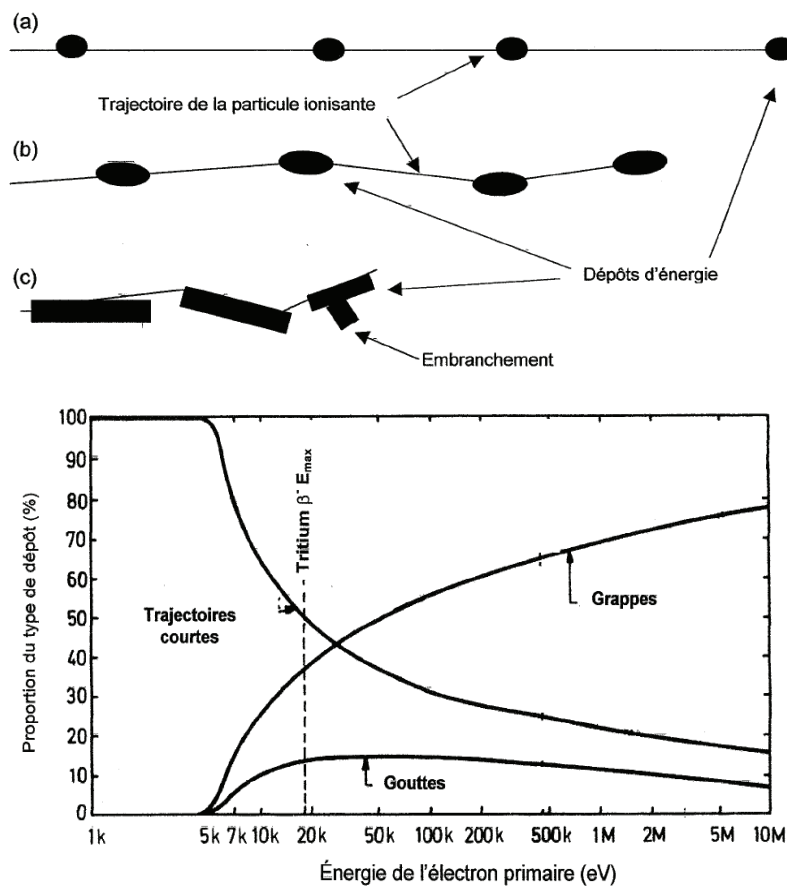 (a)
Trajectoire de la particule ionisante
(b)
Dépôts d'énergie
(c)
Embranchement
Proportion du type de dépôt (%)
100
90
80
70
60
50
40
30
20
10
0
Tritium β- Emax
Trajectoires
courtes
Grappes
Gouttes
1k 5k 7k 10k 20k 50k 100k 200k 500k 1M 2M 5M 10M
Énergie de l'électron primaire (eV)